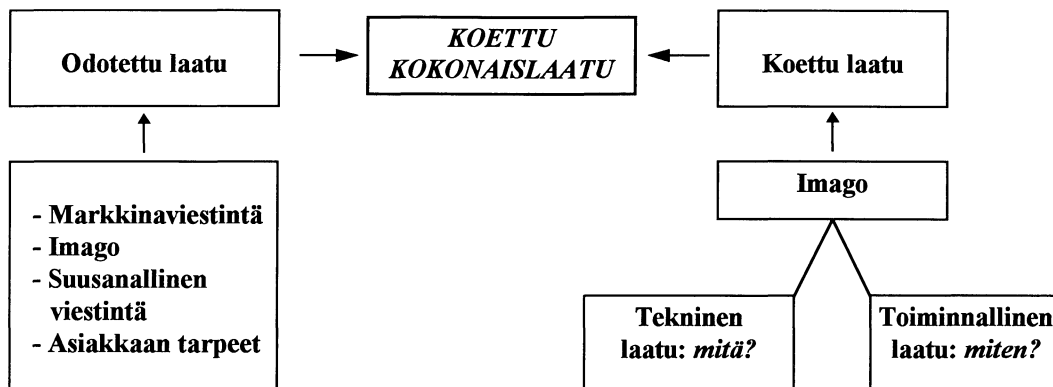 Odotettu laatu
KOETTU
KOKONAISLAATU
Koettu laatu
- Markkinaviestintä
- Imago
- Suusanallinen
viestintä
- Asiakkaan tarpeet
Imago
Tekninen
laatu: mitä?
Toiminnallinen
laatu: miten?